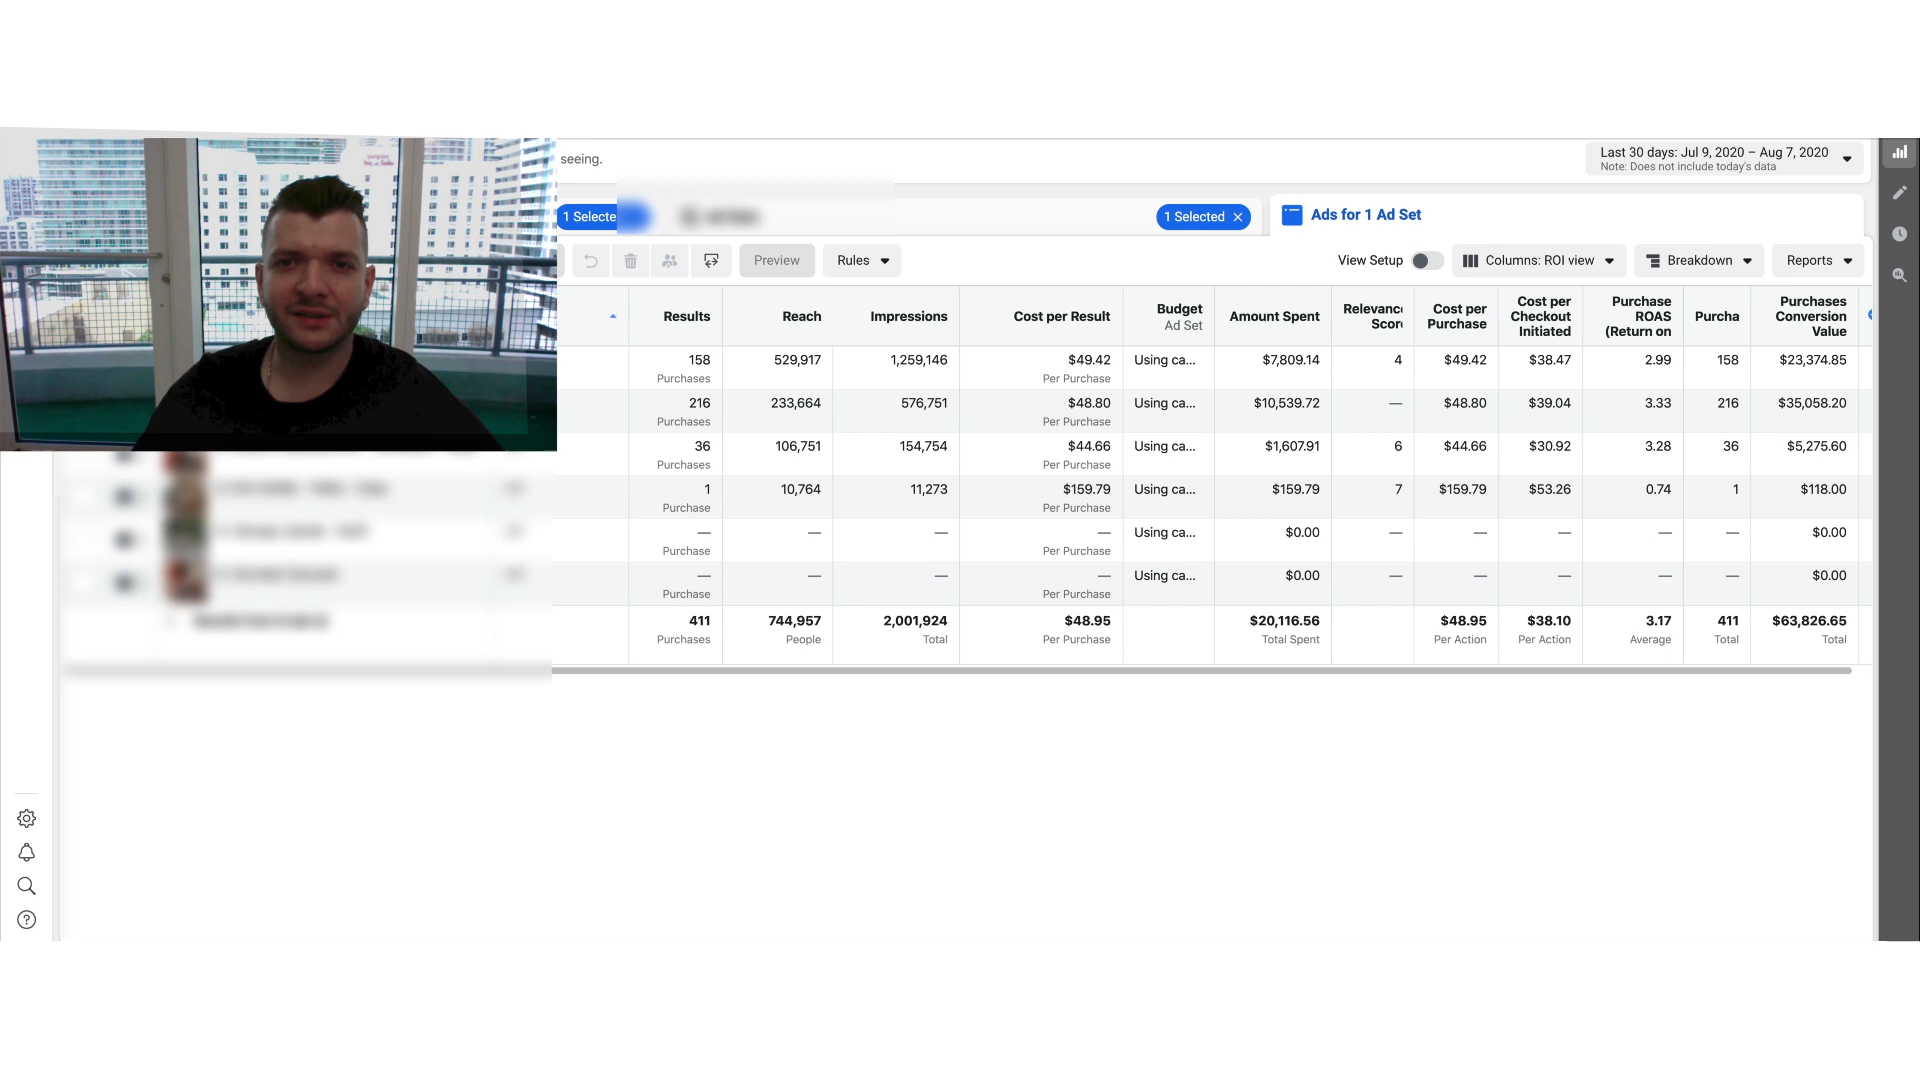 seeing.
Last 30 days: Jul 9, 2020 – Aug 7, 2020
Note: Does not include today's data
1 Selecte
1 Selected ×
Ads for 1 Ad Set
Preview
Rules
View Setup
Columns: ROI view
Breakdown
Reports
Results Reach Impressions Cost per Result Budget Ad Set Amount Spent Relevanc Scor Cost per Purchase Cost per Checkout Initiated Purchase ROAS (Return on Purcha Purchases Conversion Value
158 529,917 1,259,146 $49.42 Using ca... $7,809.14 4 $49.42 $38.47 2.99 158 $23,374.85
Purchases Per Purchase
216 233,664 576,751 $48.80 Using ca... $10,539.72 — $48.80 $39.04 3.33 216 $35,058.20
Purchases Per Purchase
36 106,751 154,754 $44.66 Using ca... $1,607.91 6 $44.66 $30.92 3.28 36 $5,275.60
Purchases Per Purchase
1 10,764 11,273 $159.79 Using ca... $159.79 7 $159.79 $53.26 0.74 1 $118.00
Purchase Per Purchase
— — — — Using ca... $0.00 — — — — — $0.00
Purchase Per Purchase
— — — — Using ca... $0.00 — — — — — $0.00
Purchase Per Purchase
411 744,957 2,001,924 $48.95 $20,116.56 $48.95 $38.10 3.17 411 $63,826.65
Purchases People Total Per Purchase Total Spent Per Action Per Action Average Total Total